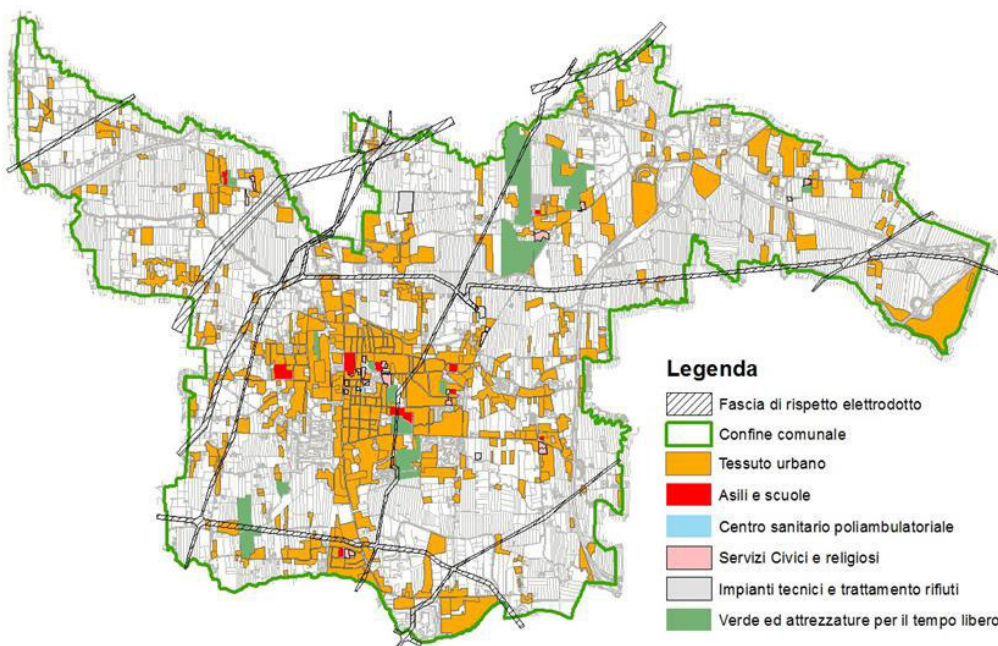 Legenda
Fascia di rispetto elettrodotto
Confine comunale
Tessuto urbano
Asili e scuole
Centro sanitario poliambulatoriale
Servizi Civici e religiosi
Impianti tecnici e trattamento rifiuti
Verde ed attrezzature per il tempo libero